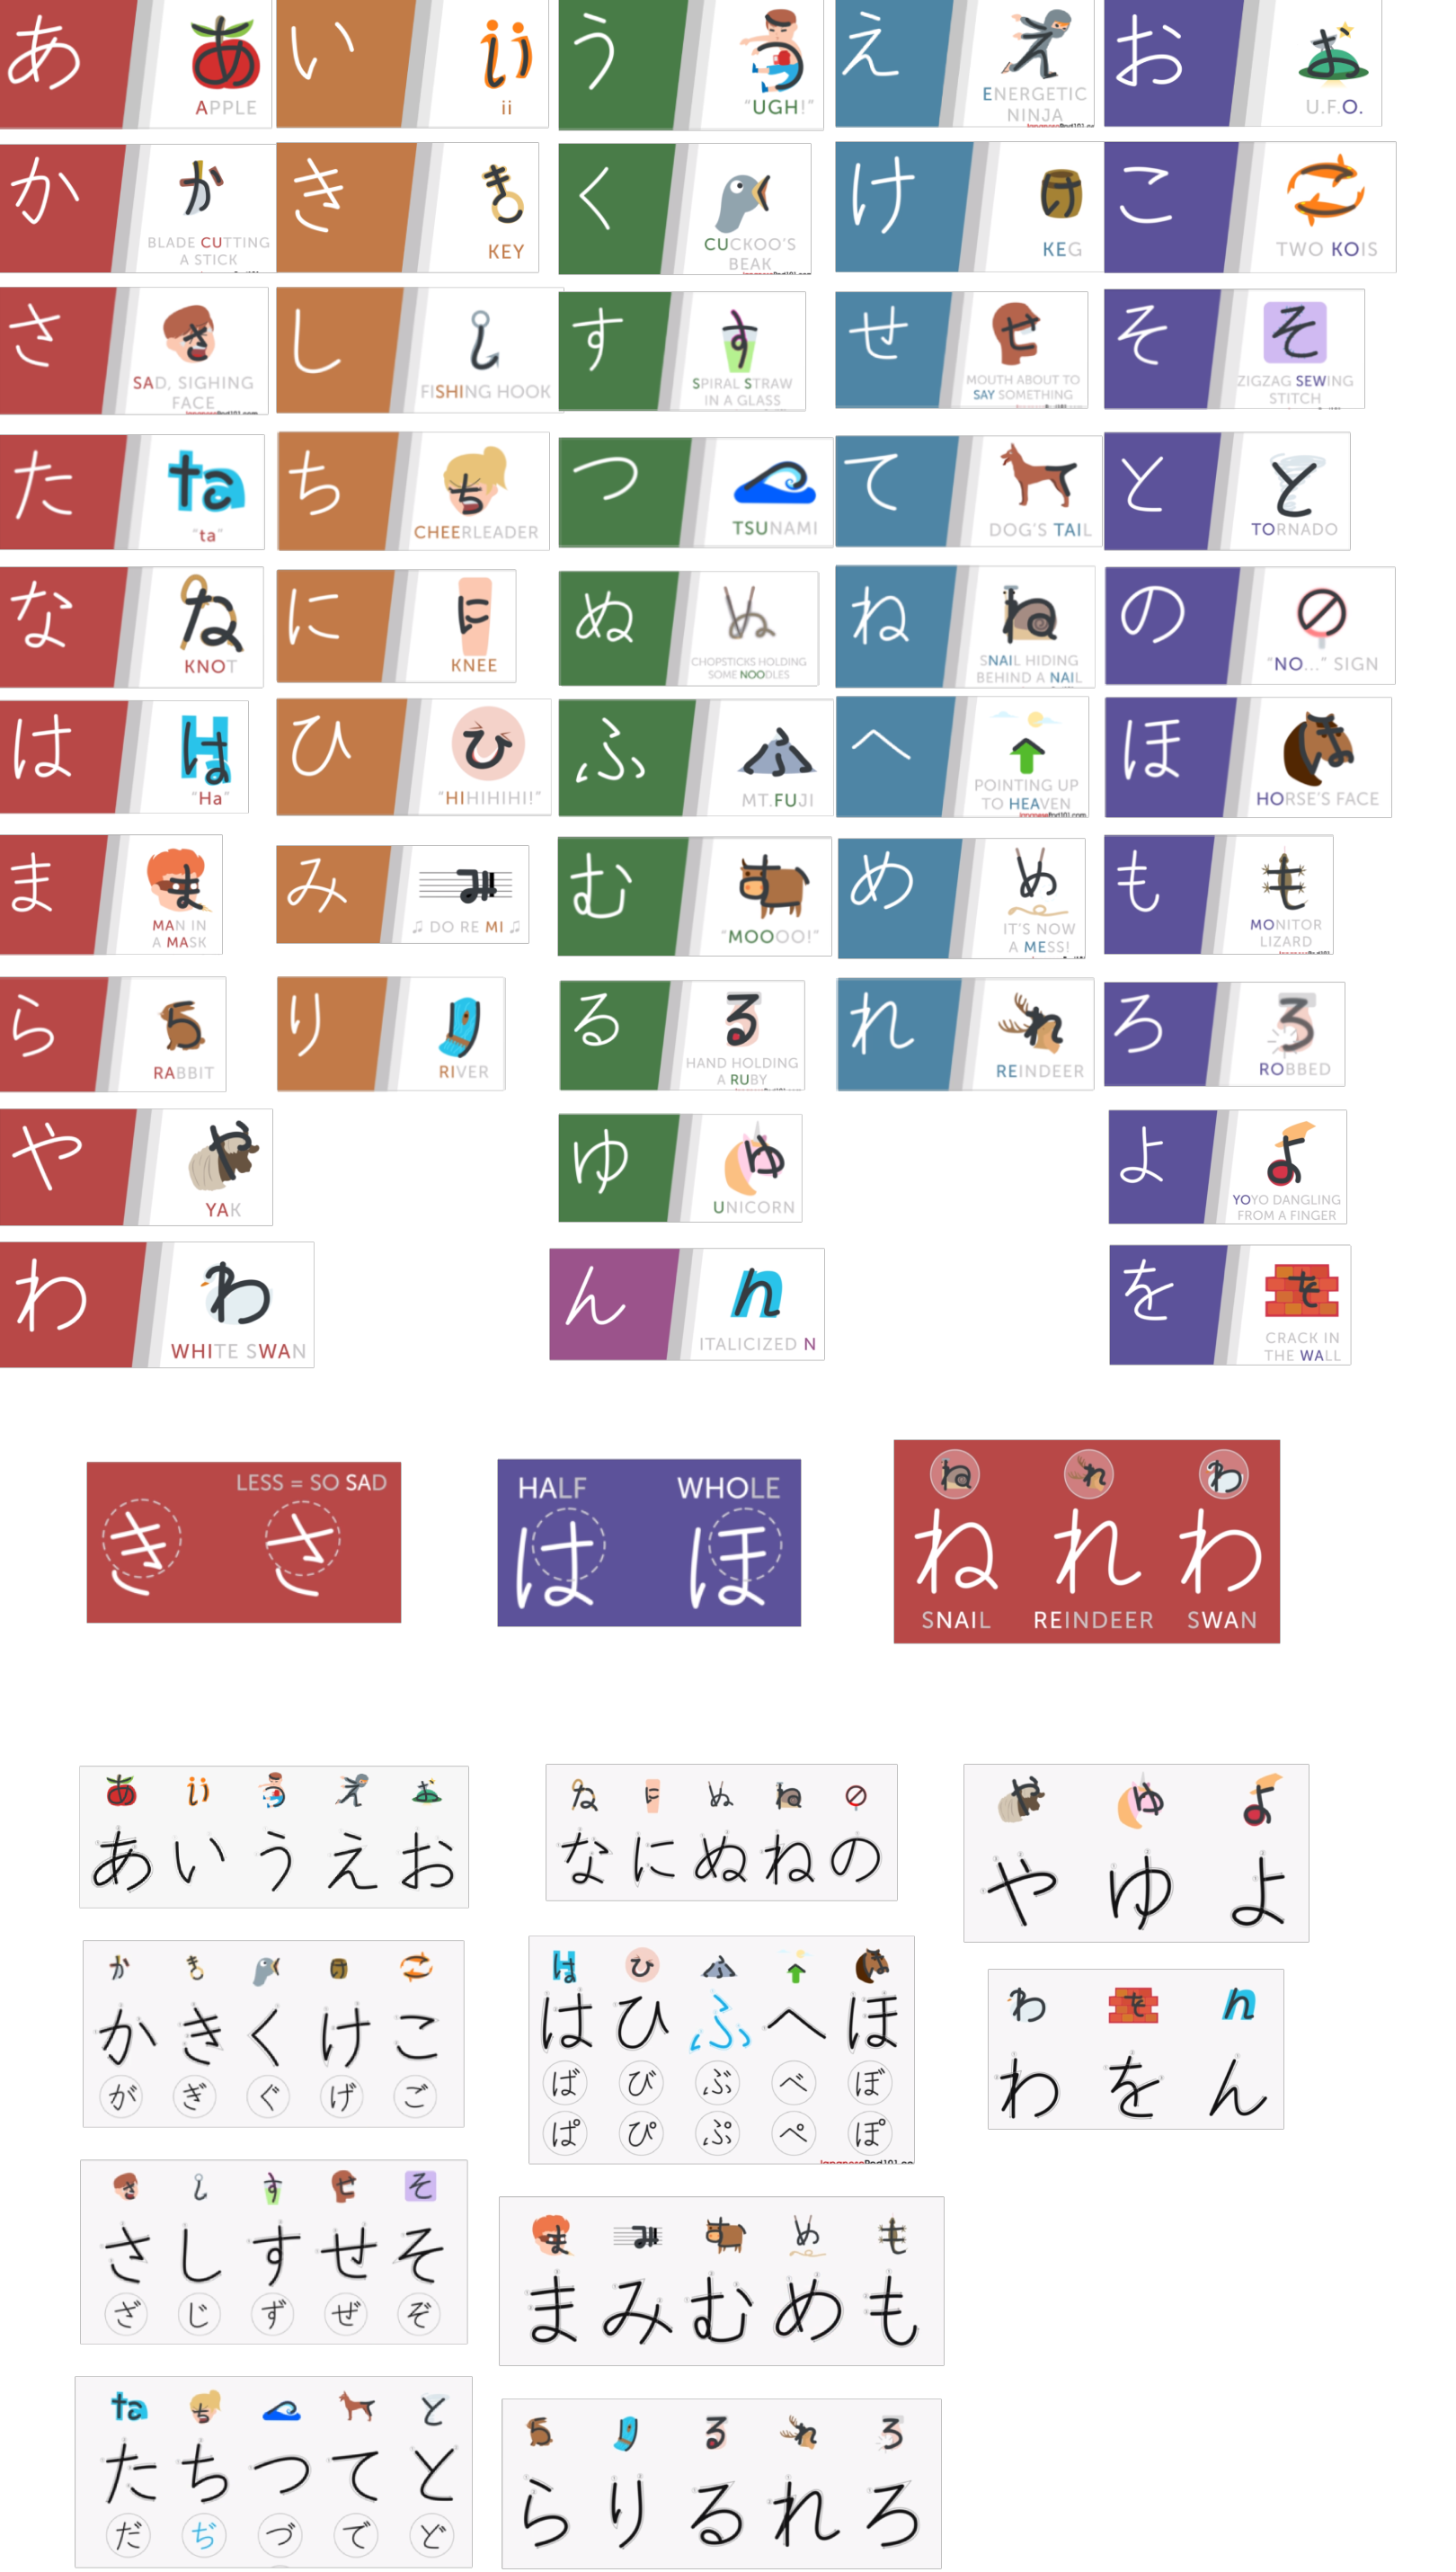 あ
APPLE
い
ii
う
"UGH!"
え
ENERGETIC
NINJA
お
U.F.O.
か
BLADE CUTTING
A STICK
き
KEY
く
CUCKOO'S
BEAK
け
KEG
こ
TWO KOIS
さ
SAD, SIGHING
FACE
し
FISHING HOOK
す
SPIRAL STRAW
IN A GLASS
せ
MOUTH ABOUT TO
SAY SOMETHING
そ
ZIGZAG SEWING
STITCH
た
ta
"ta"
ち
CHEERLEADER
つ
TSUNAMI
て
DOG'S TAIL
と
TORNADO
な
KNOT
に
KNEE
ぬ
CHOPSTICKS HOLDING
SOME NOODLES
ね
SNAIL HIDING
BEHIND A NAIL
の
"NO..." SIGN
は
"Ha"
ひ
"HIHIHIHI!"
ふ
MT.FUJI
へ
POINTING UP
TO HEAVEN
JapanesePod101.com
ほ
HORSE'S FACE
ま
MAN IN
A MASK
み
♫ DO RE MI ♫
む
"MOOOO!"
め
IT'S NOW
A MESS!
も
MONITOR
LIZARD
ら
RABBIT
り
RIVER
る
HAND HOLDING
A RUBY
れ
REINDEER
ろ
ROBBED
や
YAK
ゆ
UNICORN
よ
YOYO DANGLING
FROM A FINGER
わ
WHITE SWAN
ん
n
ITALICIZED N
を
CRACK IN
THE WALL
LESS = SO SAD
き さ
HALF WHOLE
は ほ
ね れ わ
SNAIL REINDEER SWAN
あ い う え お
か き く け こ
が ぎ ぐ げ ご
さ し す せ そ
ざ じ ず ぜ ぞ
た ち つ て と
だ ぢ づ で ど
な に ぬ ね の
は ひ ふ へ ほ
ば び ぶ べ ぼ
ぱ ぴ ぷ ぺ ぽ
ま み む め も
ら り る れ ろ
や ゆ よ
わ を ん